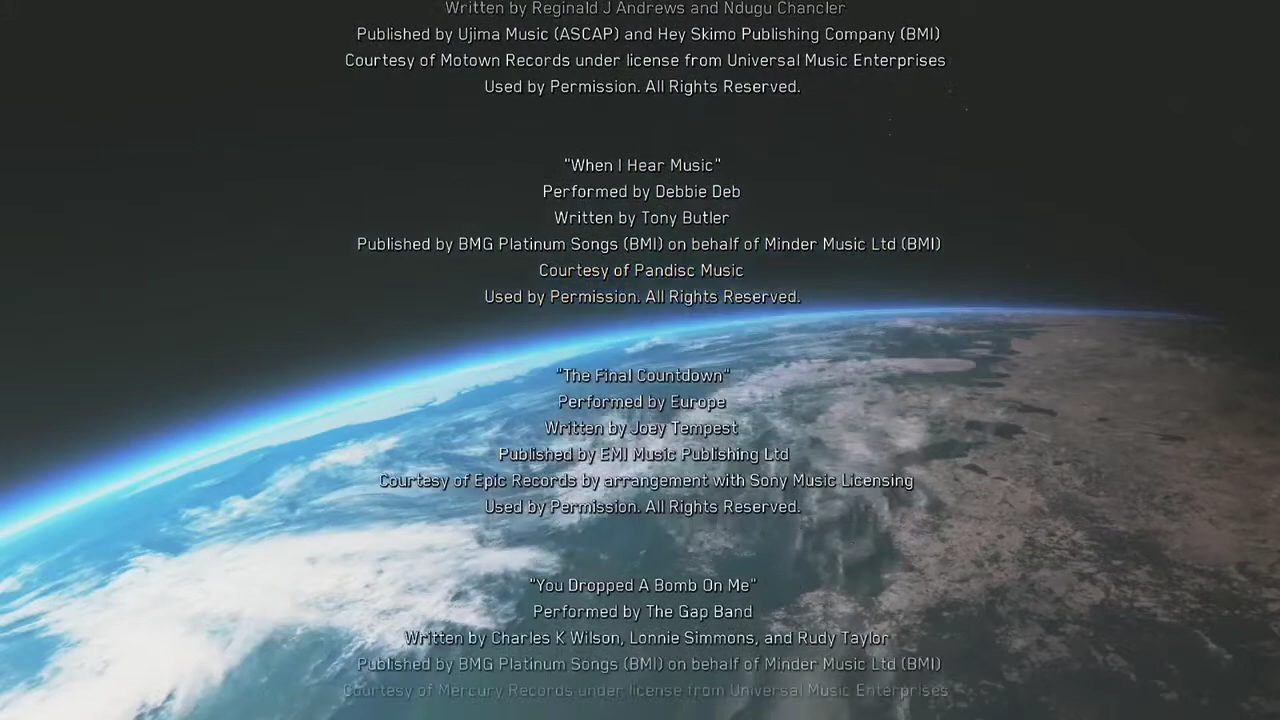 Written by Reginald J Andrews and Ndugu Chancler
Published by Ujima Music (ASCAP) and Hey Skimo Publishing Company (BMI)
Courtesy of Motown Records under license from Universal Music Enterprises
Used by Permission. All Rights Reserved.
"When I Hear Music"
Performed by Debbie Deb
Written by Tony Butler
Published by BMG Platinum Songs (BMI) on behalf of Minder Music Ltd (BMI)
Courtesy of Pandisc Music
Used by Permission. All Rights Reserved.
"The Final Countdown"
Performed by Europe
Written by Joey Tempest
Published by EMI Music Publishing Ltd
Courtesy of Epic Records by arrangement with Sony Music Licensing
Used by Permission. All Rights Reserved.
"You Dropped A Bomb On Me"
Performed by The Gap Band
Written by Charles K Wilson, Lonnie Simmons, and Rudy Taylor
Published by BMG Platinum Songs (BMI) on behalf of Minder Music Ltd (BMI)
Courtesy of Mercury Records under license from Universal Music Enterprises